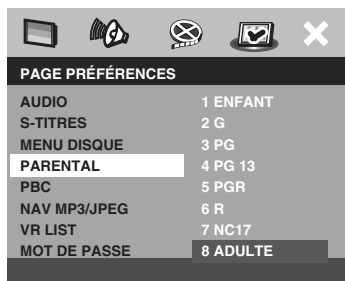 PAGE PRÉFÉRENCES
AUDIO 1 ENFANT
S-TITRES 2 G
MENU DISQUE 3 PG
PARENTAL 4 PG 13
PBC 5 PGR
NAV MP3/JPEG 6 R
VR LIST 7 NC17
MOT DE PASSE 8 ADULTE